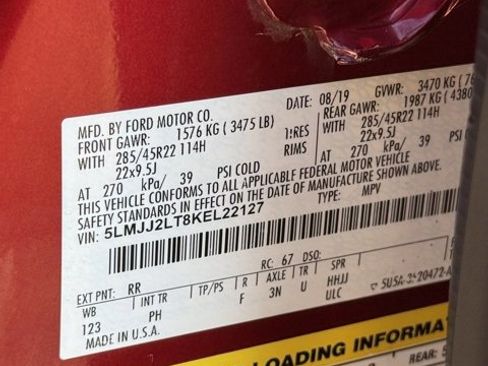 MFD. BY FORD MOTOR CO. DATE: 08/19 GVWR: 3470 KG
FRONT GAWR: 1576 KG (3475 LB) REAR GAWR: 1987 KG (4380
WITH 285/45R22 114H TIRES WITH 285/45R22 114H
22x9.5J RIMS 22x9.5J
AT 270 kPa/ 39 PSI COLD AT 270 kPa/ 39 PSI
THIS VEHICLE CONFORMS TO ALL APPLICABLE FEDERAL MOTOR VEHICLE
SAFETY STANDARDS IN EFFECT ON THE DATE OF MANUFACTURE SHOWN ABOVE.
VIN: 5LMJJ2LT8KEL22127 TYPE: MPV
EXT PNT: RR RC: 67 DSO:
WB INT TR TP/PS R AXLE TR SPR
123 PH F 3N U HHJJ
ULC
MADE IN U.S.A.
LOADING INFORMA
REAR: